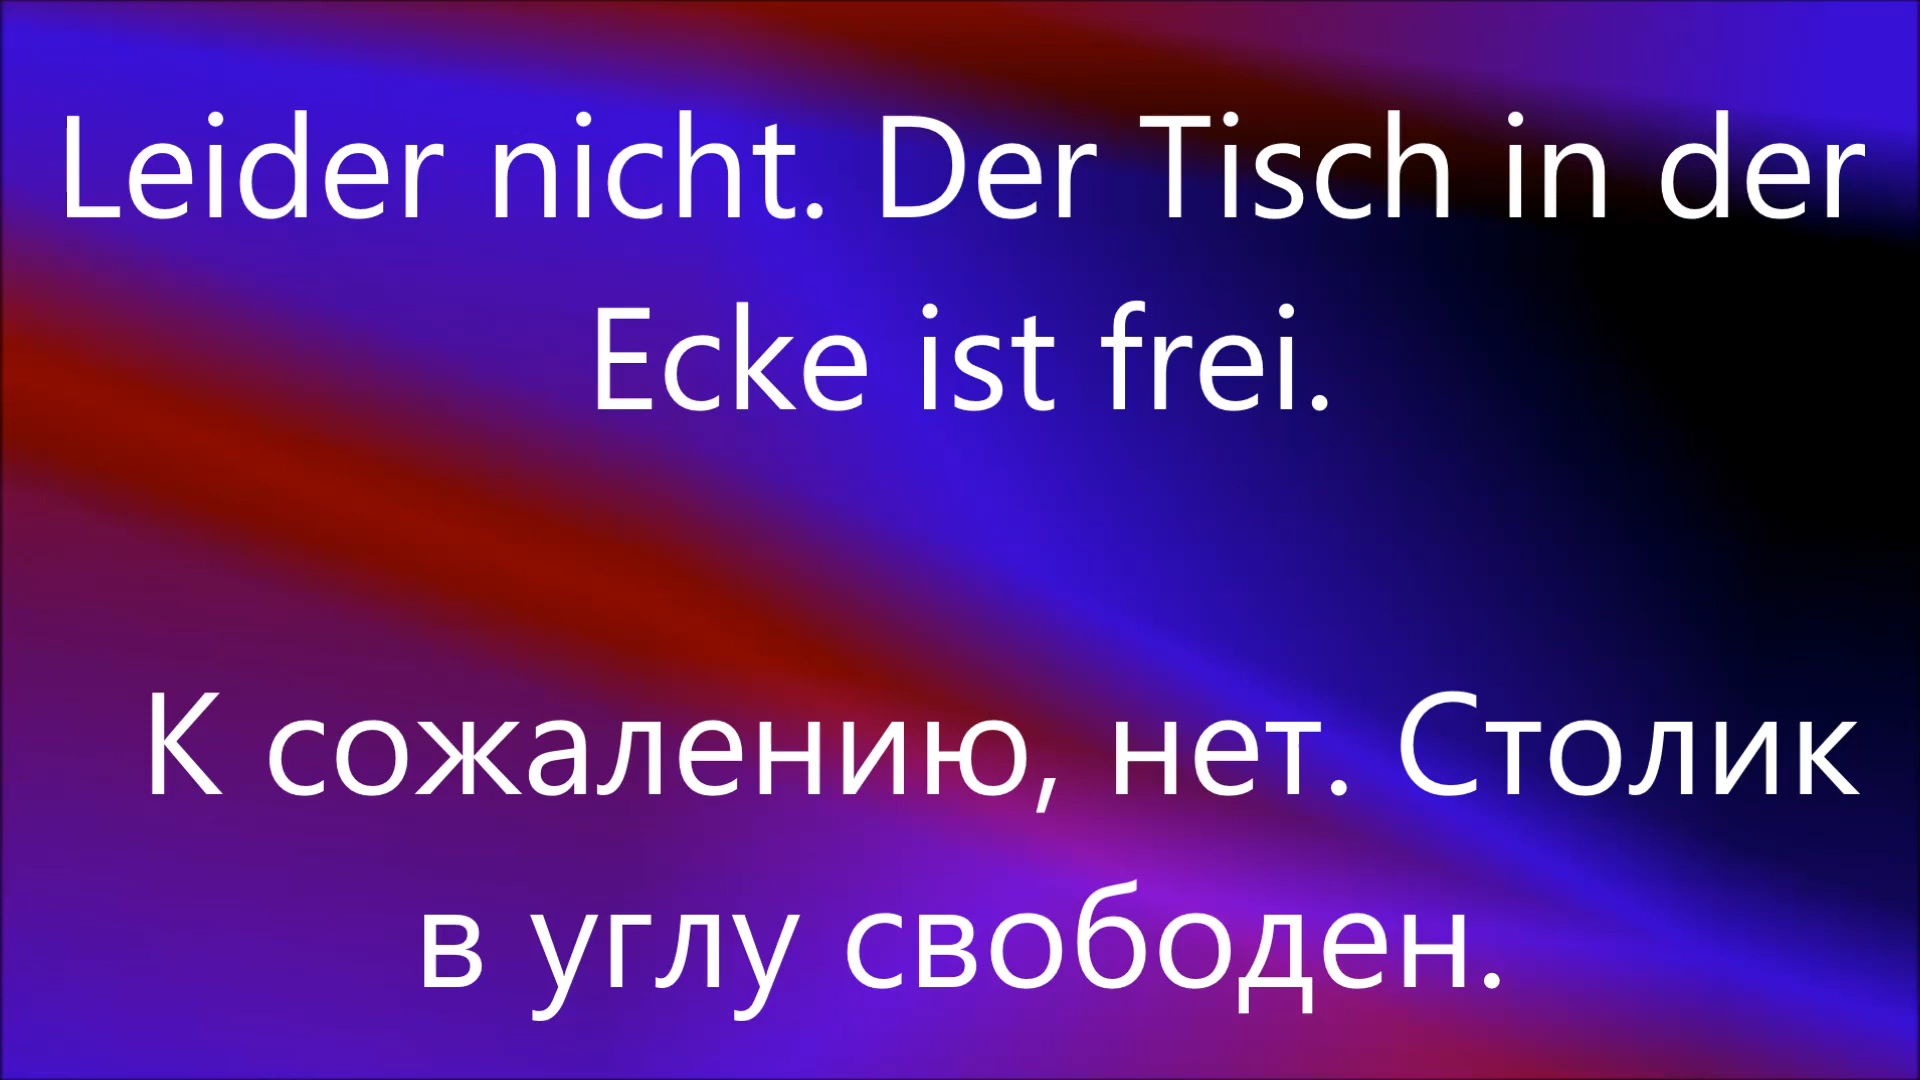 Leider nicht. Der Tisch in der
Ecke ist frei.
К сожалению, нет. Столик
в углу свободен.